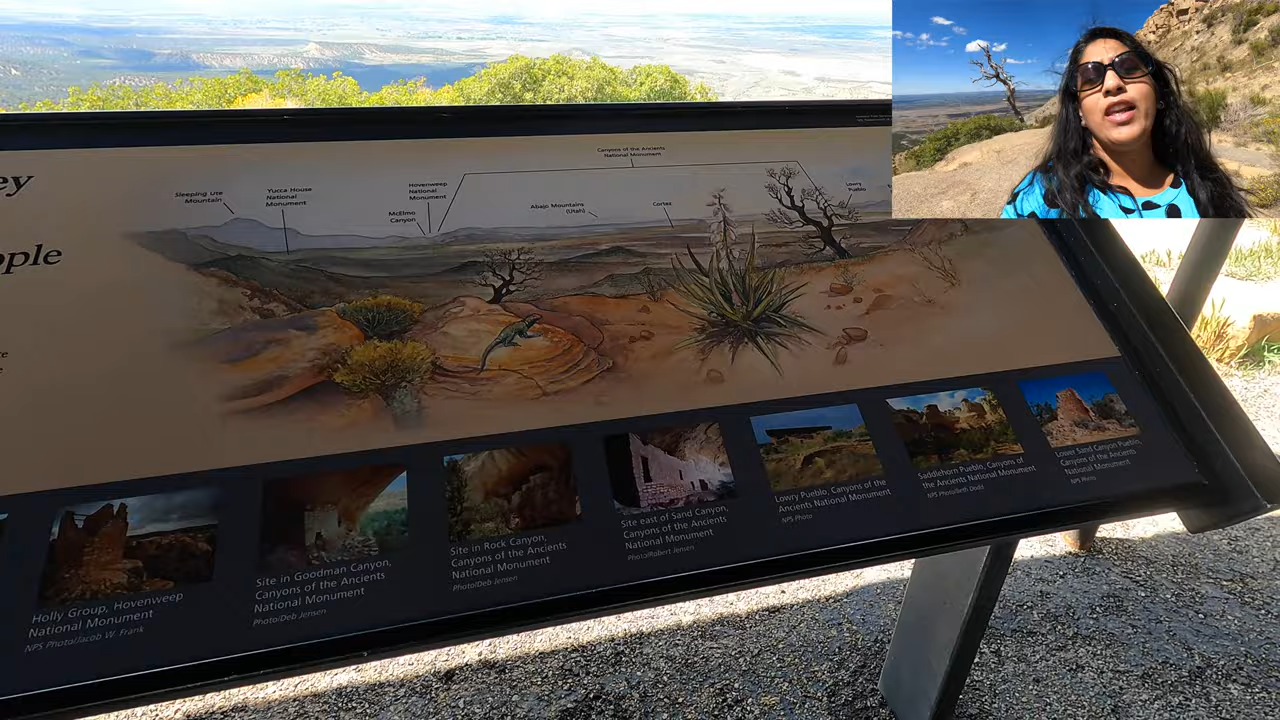 ey
ople
Sleeping Ute
Mountain
Yucca House
National
Monument
Hovenweep
National
Monument
McElmo
Canyon
Canyons of the Ancients
National Monument
Abajo Mountains
(Utah)
Cortez
Lowry
Pueblo
Holly Group, Hovenweep
National Monument
NPS Photo/Jacob W. Frank
Site in Goodman Canyon,
Canyons of the Ancients
National Monument
Photo/Deb Jensen
Site in Rock Canyon,
Canyons of the Ancients
National Monument
Photo/Deb Jensen
Site east of Sand Canyon,
Canyons of the Ancients
National Monument
Photo/Robert Jensen
Lowry Pueblo, Canyons of the
Ancients National Monument
NPS Photo
Saddlehorn Pueblo, Canyons of
the Ancients National Monument
NPS Photo/Beth Dodd
Lower Sand Canyon Pueblo,
Canyons of the Ancients
National Monument
NPS Photo